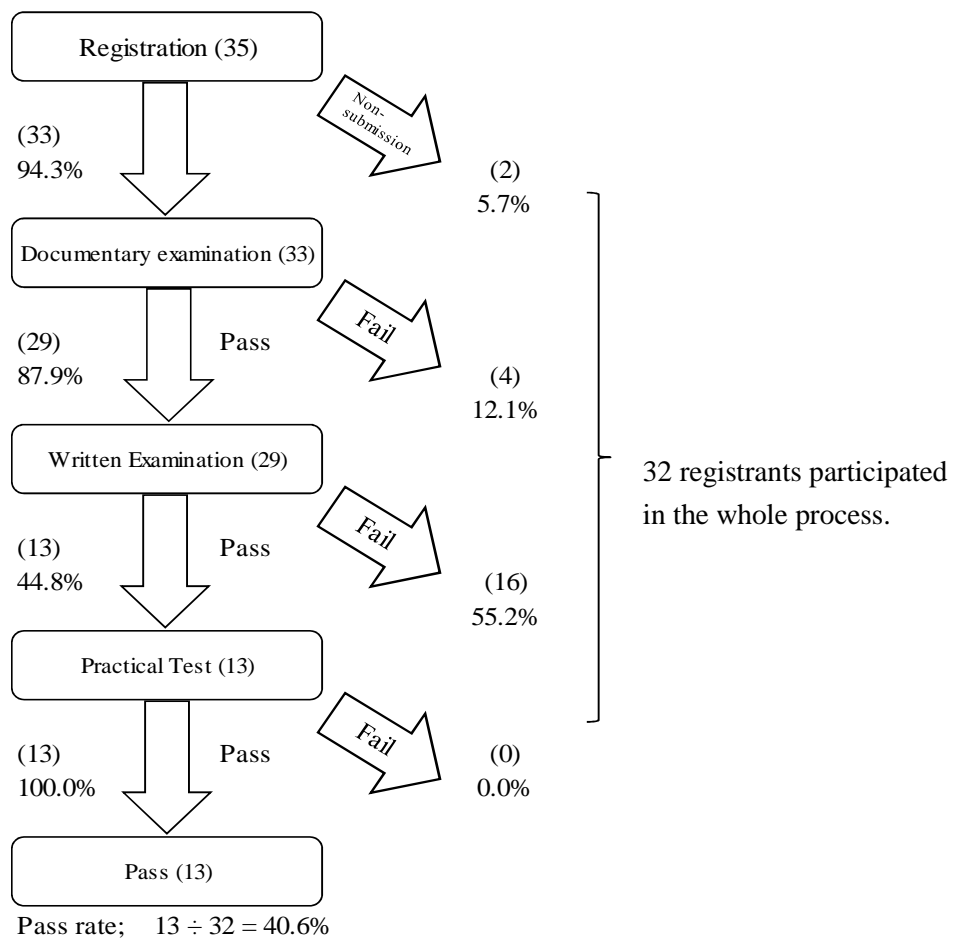 Registration (35)
Non-
submission
(33)
94.3%
(2)
5.7%
Documentary examination (33)
Fail
(29)
87.9%
Pass
(4)
12.1%
Written Examination (29)
32 registrants participated
in the whole process.
Fail
(13)
44.8%
Pass
(16)
55.2%
Practical Test (13)
Fail
(13)
100.0%
Pass
(0)
0.0%
Pass (13)
Pass rate; 13 ÷ 32 = 40.6%